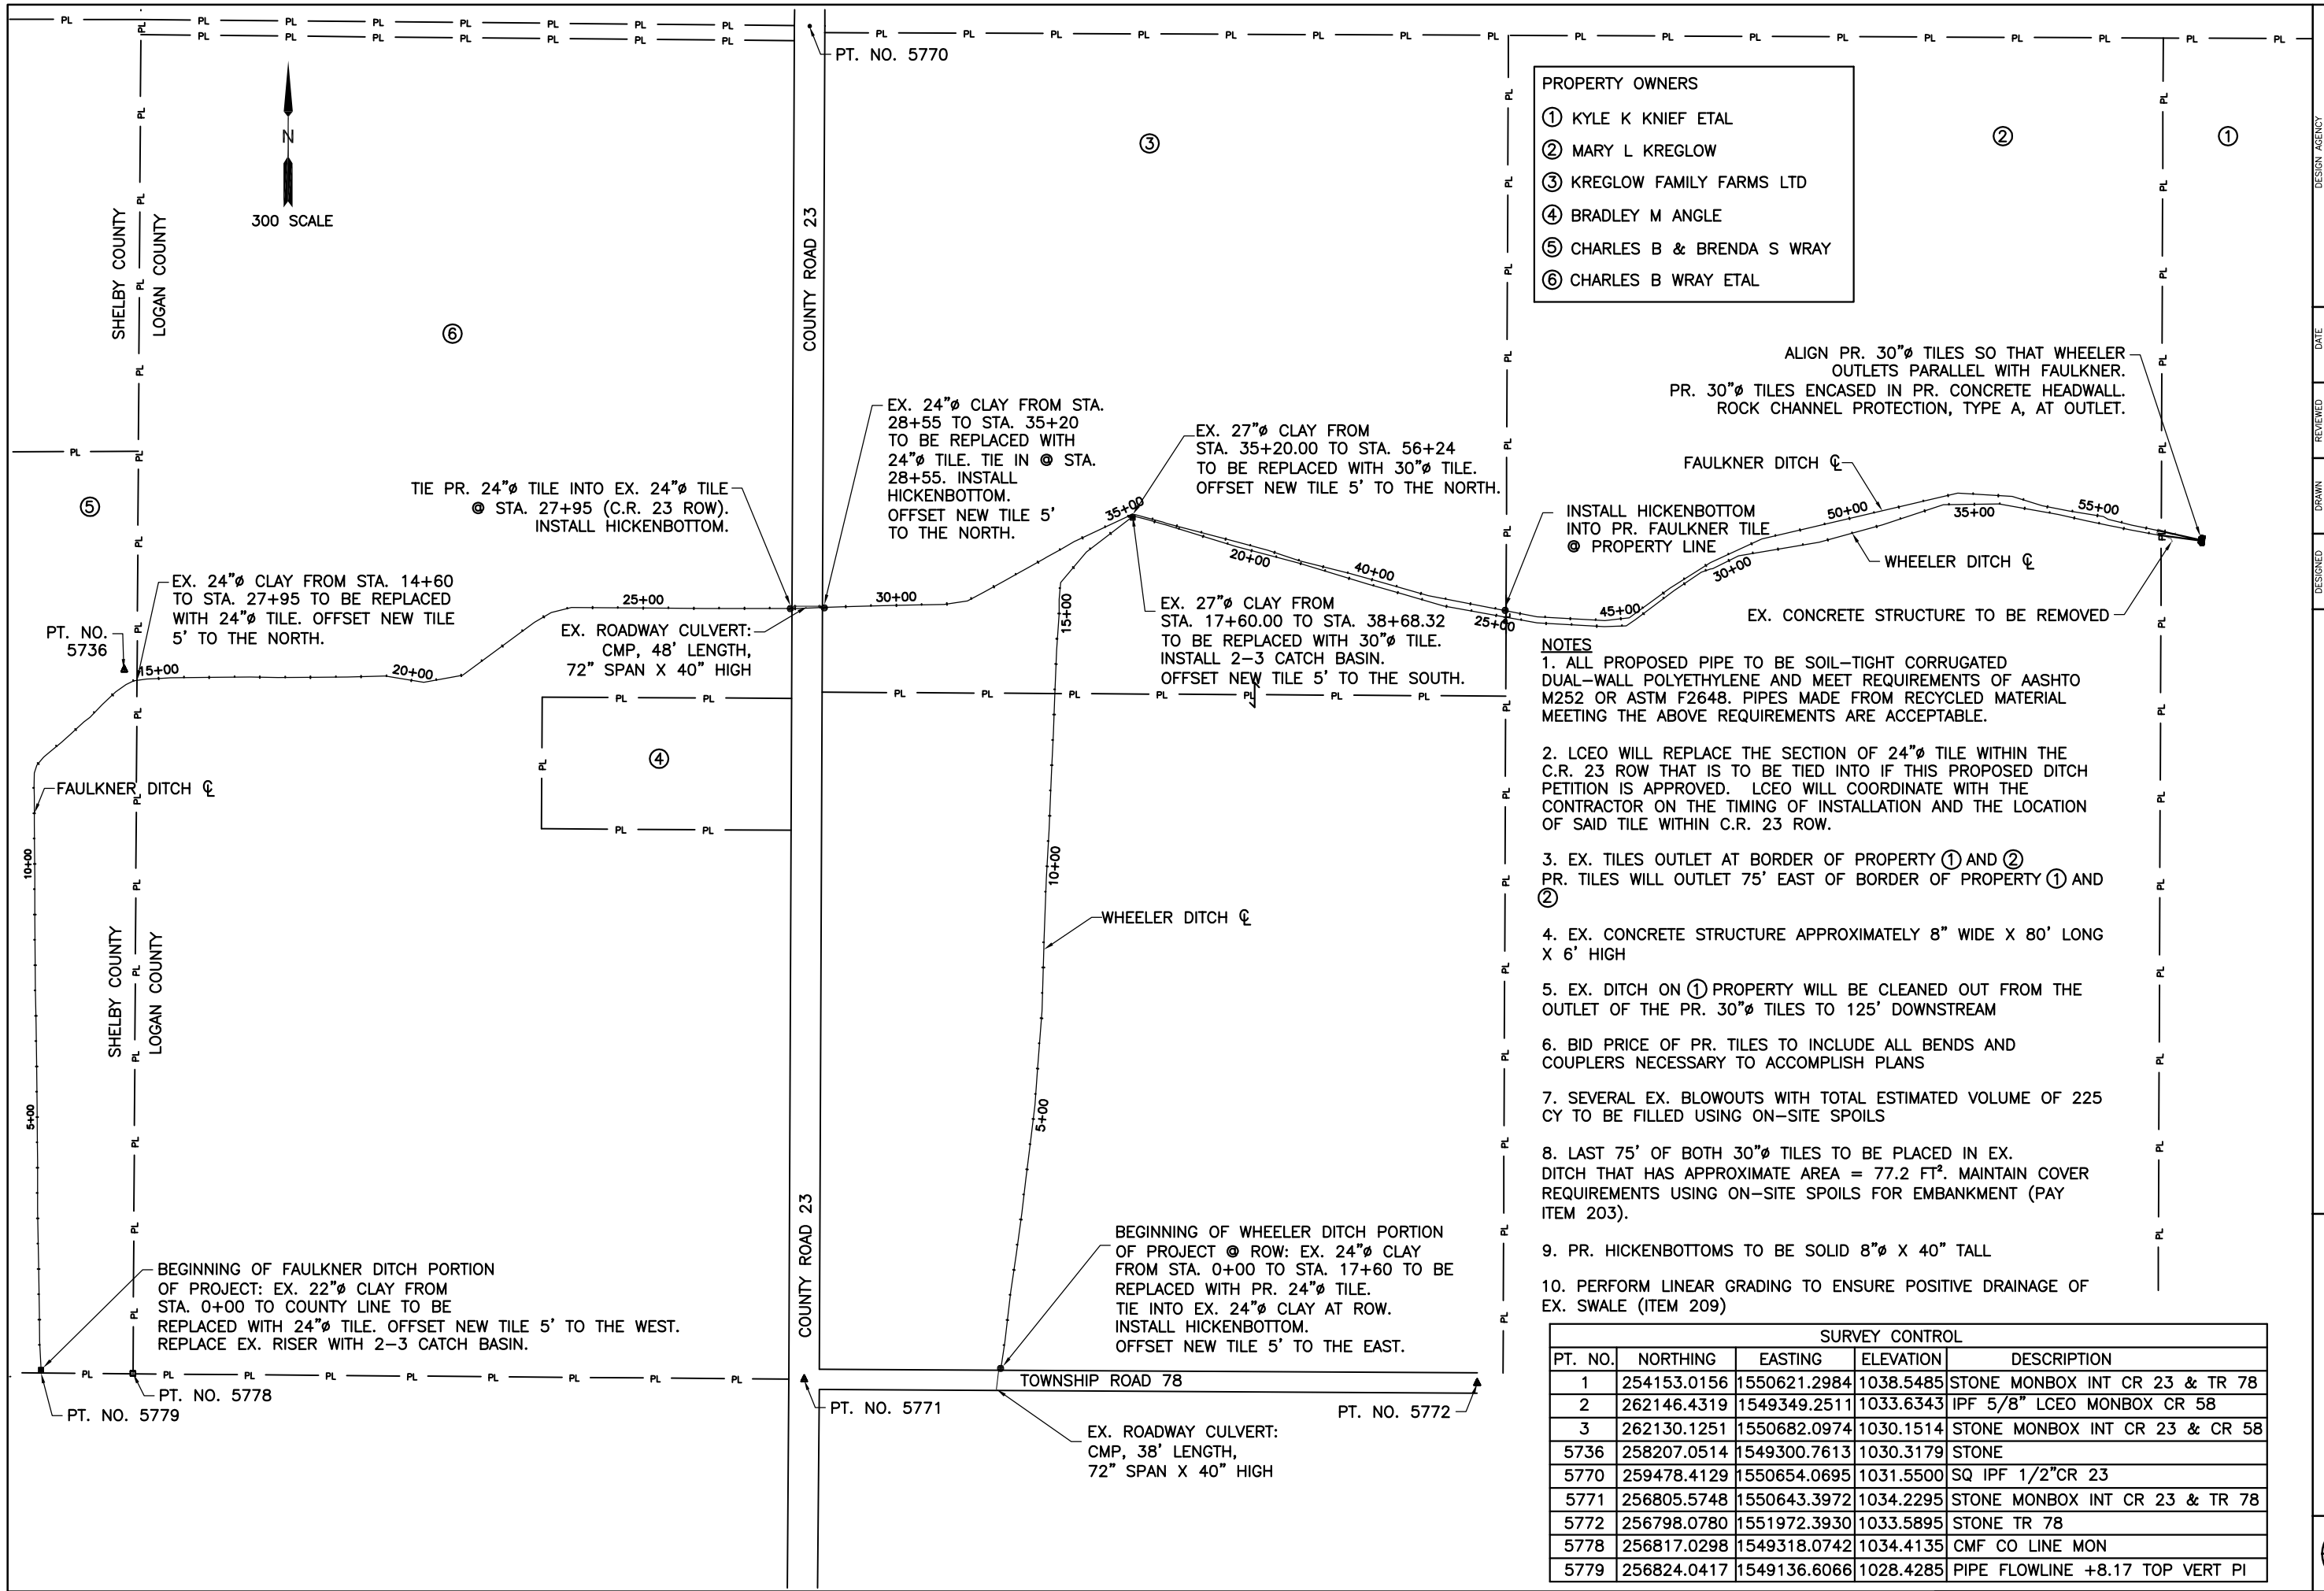 PT. NO. 5770
N
300 SCALE
SHELBY COUNTY
LOGAN COUNTY
COUNTY ROAD 23
PROPERTY OWNERS
① KYLE K KNIEF ETAL
② MARY L KREGLOW
③ KREGLOW FAMILY FARMS LTD
④ BRADLEY M ANGLE
⑤ CHARLES B & BRENDA S WRAY
⑥ CHARLES B WRAY ETAL
③
②
①
⑥
⑤
④
ALIGN PR. 30"ø TILES SO THAT WHEELER
OUTLETS PARALLEL WITH FAULKNER.
PR. 30"ø TILES ENCASED IN PR. CONCRETE HEADWALL.
ROCK CHANNEL PROTECTION, TYPE A, AT OUTLET.
EX. 24"ø CLAY FROM STA.
28+55 TO STA. 35+20
TO BE REPLACED WITH
24"ø TILE. TIE IN @ STA.
28+55. INSTALL
HICKENBOTTOM.
OFFSET NEW TILE 5'
TO THE NORTH.
EX. 27"ø CLAY FROM
STA. 35+20.00 TO STA. 56+24
TO BE REPLACED WITH 30"ø TILE.
OFFSET NEW TILE 5' TO THE NORTH.
FAULKNER DITCH ℄
TIE PR. 24"ø TILE INTO EX. 24"ø TILE
@ STA. 27+95 (C.R. 23 ROW).
INSTALL HICKENBOTTOM.
INSTALL HICKENBOTTOM
INTO PR. FAULKNER TILE
@ PROPERTY LINE
WHEELER DITCH ℄
EX. CONCRETE STRUCTURE TO BE REMOVED
EX. 24"ø CLAY FROM STA. 14+60
TO STA. 27+95 TO BE REPLACED
WITH 24"ø TILE. OFFSET NEW TILE
5' TO THE NORTH.
PT. NO.
5736
EX. ROADWAY CULVERT:
CMP, 48' LENGTH,
72" SPAN X 40" HIGH
EX. 27"ø CLAY FROM
STA. 17+60.00 TO STA. 38+68.32
TO BE REPLACED WITH 30"ø TILE.
INSTALL 2-3 CATCH BASIN.
OFFSET NEW TILE 5' TO THE SOUTH.
15+00
20+00
25+00
30+00
35+00
40+00
45+00
50+00
55+00
15+00
20+00
25+00
30+00
35+00
FAULKNER DITCH ℄
10+00
5+00
10+00
5+00
WHEELER DITCH ℄
SHELBY COUNTY
LOGAN COUNTY
COUNTY ROAD 23
BEGINNING OF FAULKNER DITCH PORTION
OF PROJECT: EX. 22"ø CLAY FROM
STA. 0+00 TO COUNTY LINE TO BE
REPLACED WITH 24"ø TILE. OFFSET NEW TILE 5' TO THE WEST.
REPLACE EX. RISER WITH 2-3 CATCH BASIN.
BEGINNING OF WHEELER DITCH PORTION
OF PROJECT @ ROW: EX. 24"ø CLAY
FROM STA. 0+00 TO STA. 17+60 TO BE
REPLACED WITH PR. 24"ø TILE.
TIE INTO EX. 24"ø CLAY AT ROW.
INSTALL HICKENBOTTOM.
OFFSET NEW TILE 5' TO THE EAST.
PT. NO. 5778
PT. NO. 5779
PT. NO. 5771
TOWNSHIP ROAD 78
PT. NO. 5772
EX. ROADWAY CULVERT:
CMP, 38' LENGTH,
72" SPAN X 40" HIGH
NOTES
1. ALL PROPOSED PIPE TO BE SOIL-TIGHT CORRUGATED
DUAL-WALL POLYETHYLENE AND MEET REQUIREMENTS OF AASHTO
M252 OR ASTM F2648. PIPES MADE FROM RECYCLED MATERIAL
MEETING THE ABOVE REQUIREMENTS ARE ACCEPTABLE.
2. LCEO WILL REPLACE THE SECTION OF 24"ø TILE WITHIN THE
C.R. 23 ROW THAT IS TO BE TIED INTO IF THIS PROPOSED DITCH
PETITION IS APPROVED. LCEO WILL COORDINATE WITH THE
CONTRACTOR ON THE TIMING OF INSTALLATION AND THE LOCATION
OF SAID TILE WITHIN C.R. 23 ROW.
3. EX. TILES OUTLET AT BORDER OF PROPERTY ① AND ②
PR. TILES WILL OUTLET 75' EAST OF BORDER OF PROPERTY ① AND
②
4. EX. CONCRETE STRUCTURE APPROXIMATELY 8" WIDE X 80' LONG
X 6' HIGH
5. EX. DITCH ON ① PROPERTY WILL BE CLEANED OUT FROM THE
OUTLET OF THE PR. 30"ø TILES TO 125' DOWNSTREAM
6. BID PRICE OF PR. TILES TO INCLUDE ALL BENDS AND
COUPLERS NECESSARY TO ACCOMPLISH PLANS
7. SEVERAL EX. BLOWOUTS WITH TOTAL ESTIMATED VOLUME OF 225
CY TO BE FILLED USING ON-SITE SPOILS
8. LAST 75' OF BOTH 30"ø TILES TO BE PLACED IN EX.
DITCH THAT HAS APPROXIMATE AREA = 77.2 FT². MAINTAIN COVER
REQUIREMENTS USING ON-SITE SPOILS FOR EMBANKMENT (PAY
ITEM 203).
9. PR. HICKENBOTTOMS TO BE SOLID 8"ø X 40" TALL
10. PERFORM LINEAR GRADING TO ENSURE POSITIVE DRAINAGE OF
EX. SWALE (ITEM 209)
SURVEY CONTROL
PT. NO. NORTHING EASTING ELEVATION DESCRIPTION
1 254153.0156 1550621.2984 1038.5485 STONE MONBOX INT CR 23 & TR 78
2 262146.4319 1549349.2511 1033.6343 IPF 5/8" LCEO MONBOX CR 58
3 262130.1251 1550682.0974 1030.1514 STONE MONBOX INT CR 23 & CR 58
5736 258207.0514 1549300.7613 1030.3179 STONE
5770 259478.4129 1550654.0695 1031.5500 SQ IPF 1/2"CR 23
5771 256805.5748 1550643.3972 1034.2295 STONE MONBOX INT CR 23 & TR 78
5772 256798.0780 1551972.3930 1033.5895 STONE TR 78
5778 256817.0298 1549318.0742 1034.4135 CMF CO LINE MON
5779 256824.0417 1549136.6066 1028.4285 PIPE FLOWLINE +8.17 TOP VERT PI
DESIGN AGENCY
DATE
REVIEWED
DRAWN
DESIGNED